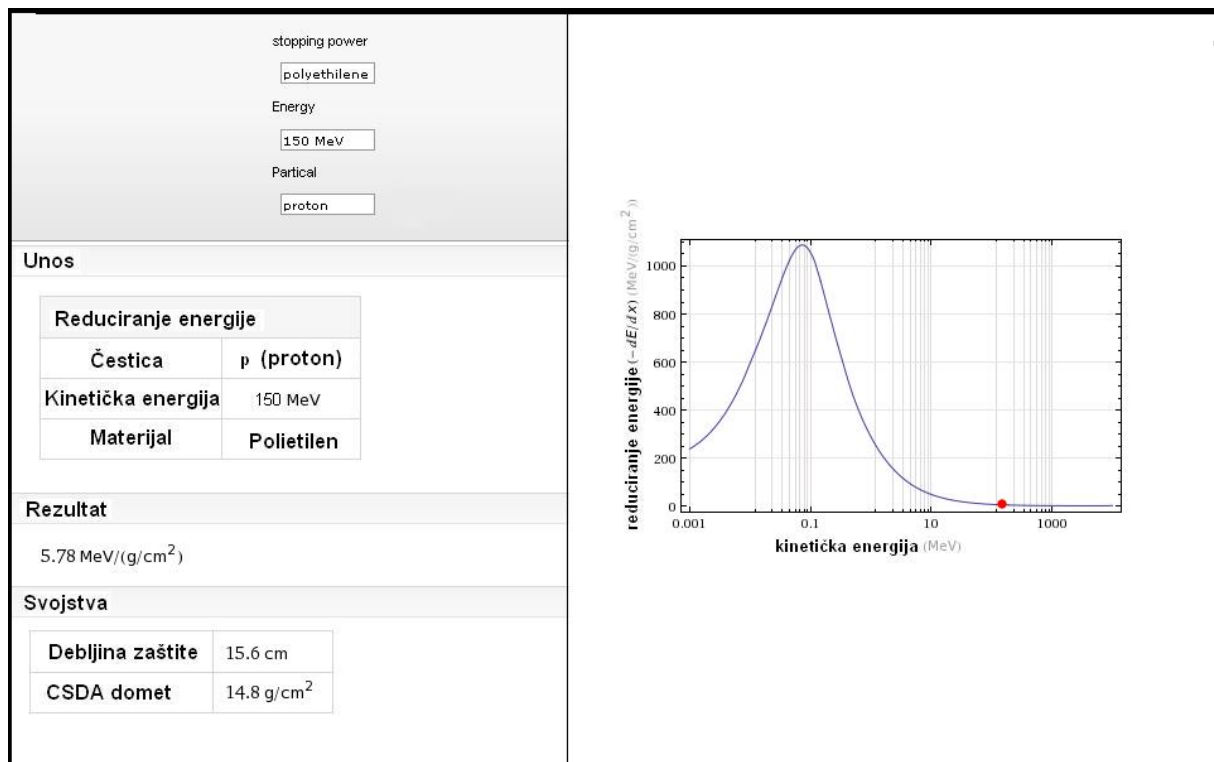 stopping power
polyethilene
Energy
150 MeV
Partical
proton
Unos
Reduciranje energije
Čestica p (proton)
Kinetička energija 150 MeV
Materijal Polietilen
Rezultat
5.78 MeV/(g/cm²)
Svojstva
Debljina zaštite 15.6 cm
CSDA domet 14.8 g/cm²
reduciranje energije (-dE/dx) (MeV/(g/cm²))
1000
800
600
400
200
0
0.001 0.1 10 1000
kinetička energija (MeV)